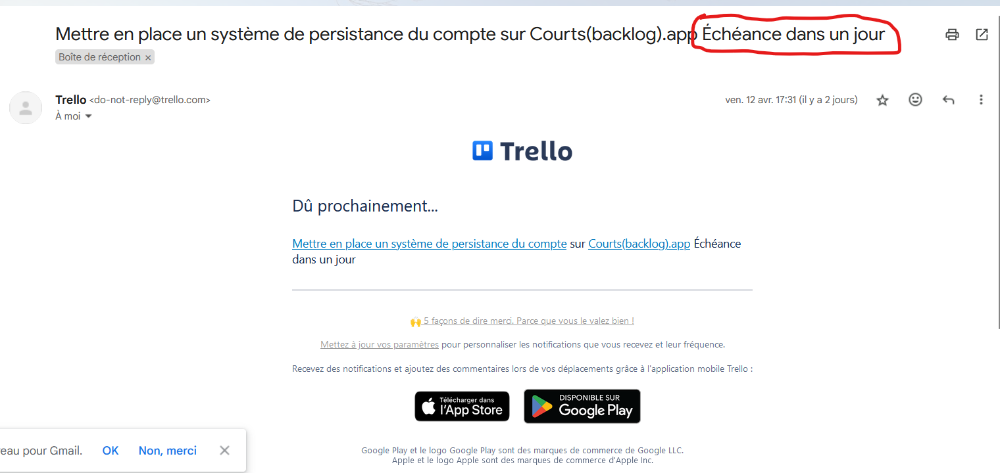 Mettre en place un système de persistance du compte sur Courts(backlog).app Échéance dans un jour
Boîte de réception ×
Trello <do-not-reply@trello.com>
ven. 12 avr. 17:31 (il y a 2 jours)
À moi
Trello
Dû prochainement...
Mettre en place un système de persistance du compte sur Courts(backlog).app Échéance
dans un jour
🙌 5 façons de dire merci. Parce que vous le valez bien !
Mettez à jour vos paramètres pour personnaliser les notifications que vous recevez et leur fréquence.
Recevez des notifications et ajoutez des commentaires lors de vos déplacements grâce à l'application mobile Trello :
Télécharger dans
l'App Store
DISPONIBLE SUR
Google Play
eau pour Gmail.
OK
Non, merci
Google Play et le logo Google Play sont des marques de commerce de Google LLC.
Apple et le logo Apple sont des marques de commerce d'Apple Inc.